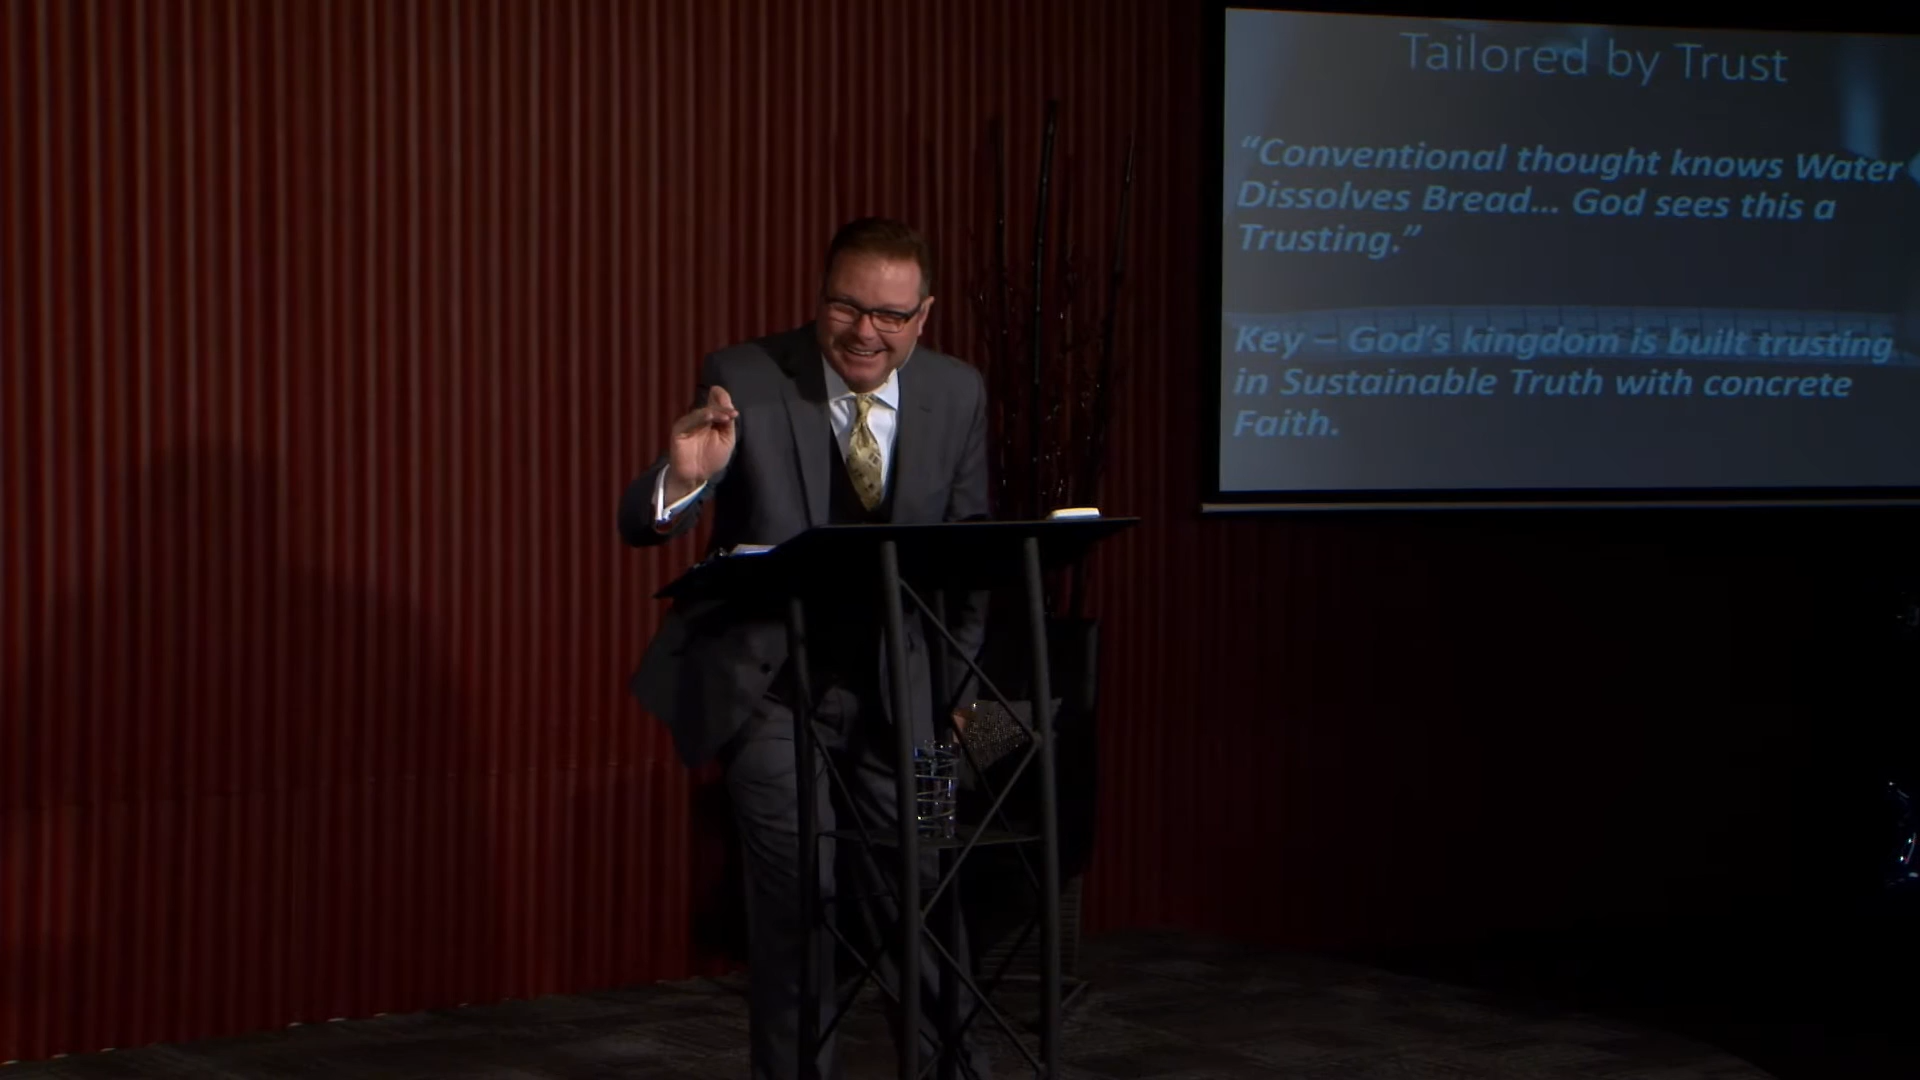 Tailored by Trust
“Conventional thought knows Water
Dissolves Bread... God sees this a
Trusting.”
Key – God’s kingdom is built trusting
in Sustainable Truth with concrete
Faith.